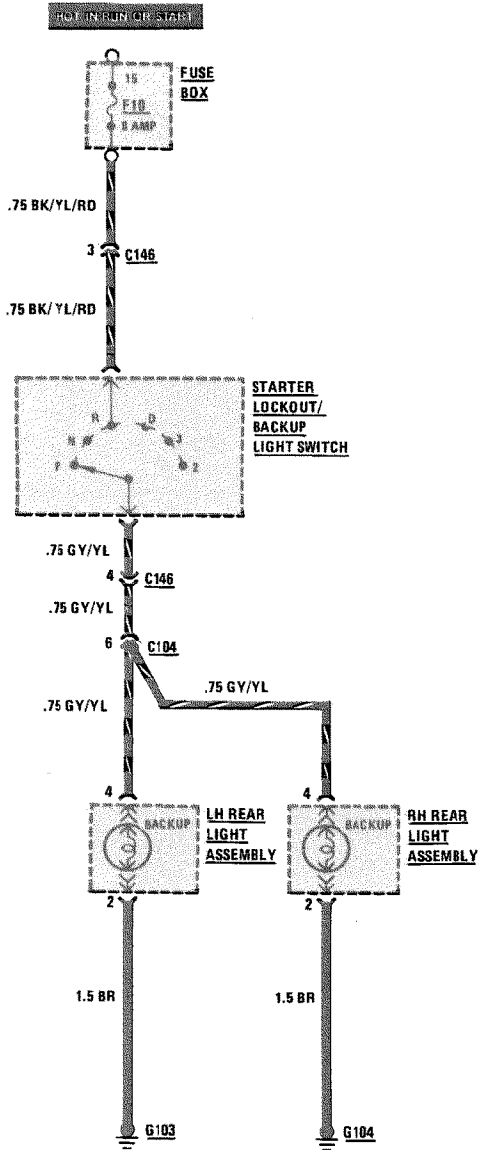 HOT IN RUN OR START
FUSE
BOX
15
F10
8 AMP
.75 BK/YL/RD
3
C146
.75 BK/YL/RD
STARTER
LOCKOUT/
BACKUP
LIGHT SWITCH
R
D
N
3
P
2
.75 GY/YL
4
C146
.75 GY/YL
6
C104
.75 GY/YL
.75 GY/YL
4
4
BACKUP
LH REAR
LIGHT
ASSEMBLY
BACKUP
RH REAR
LIGHT
ASSEMBLY
2
2
1.5 BR
1.5 BR
G103
G104